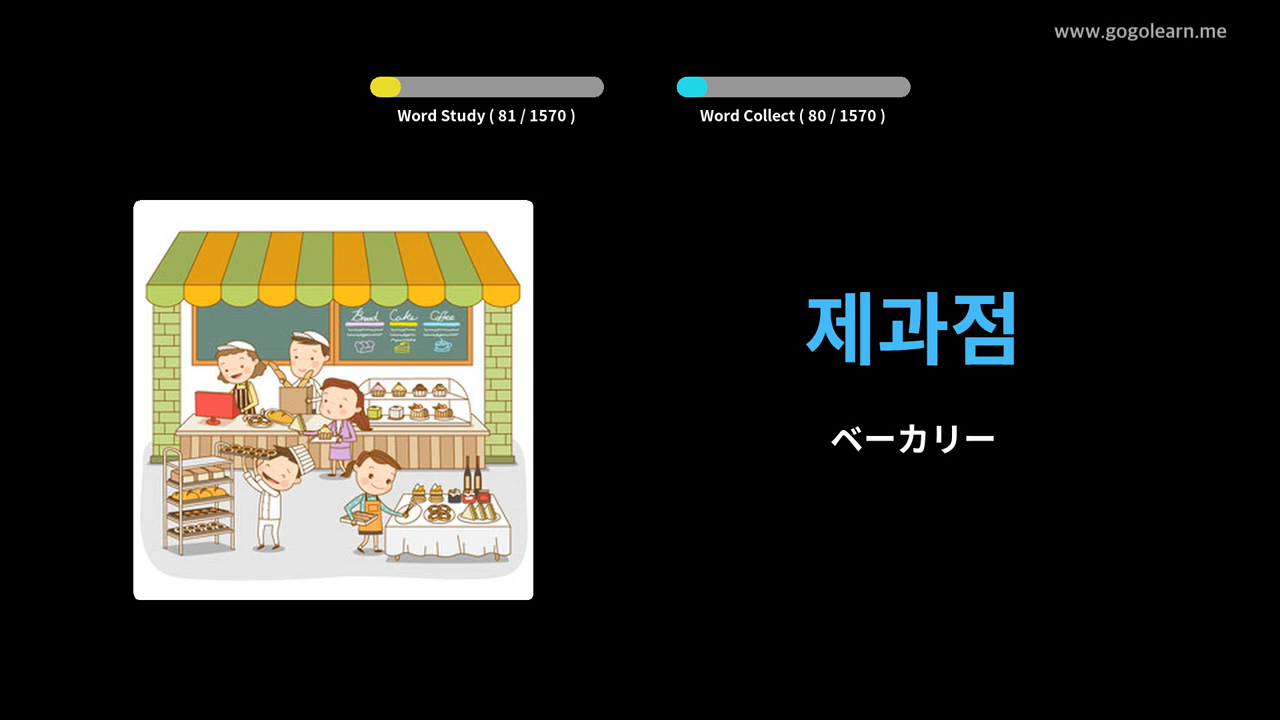 www.gogolearn.me
Word Study ( 81 / 1570 )
Word Collect ( 80 / 1570 )
Bread Cake Coffee
제과점
ベーカリー